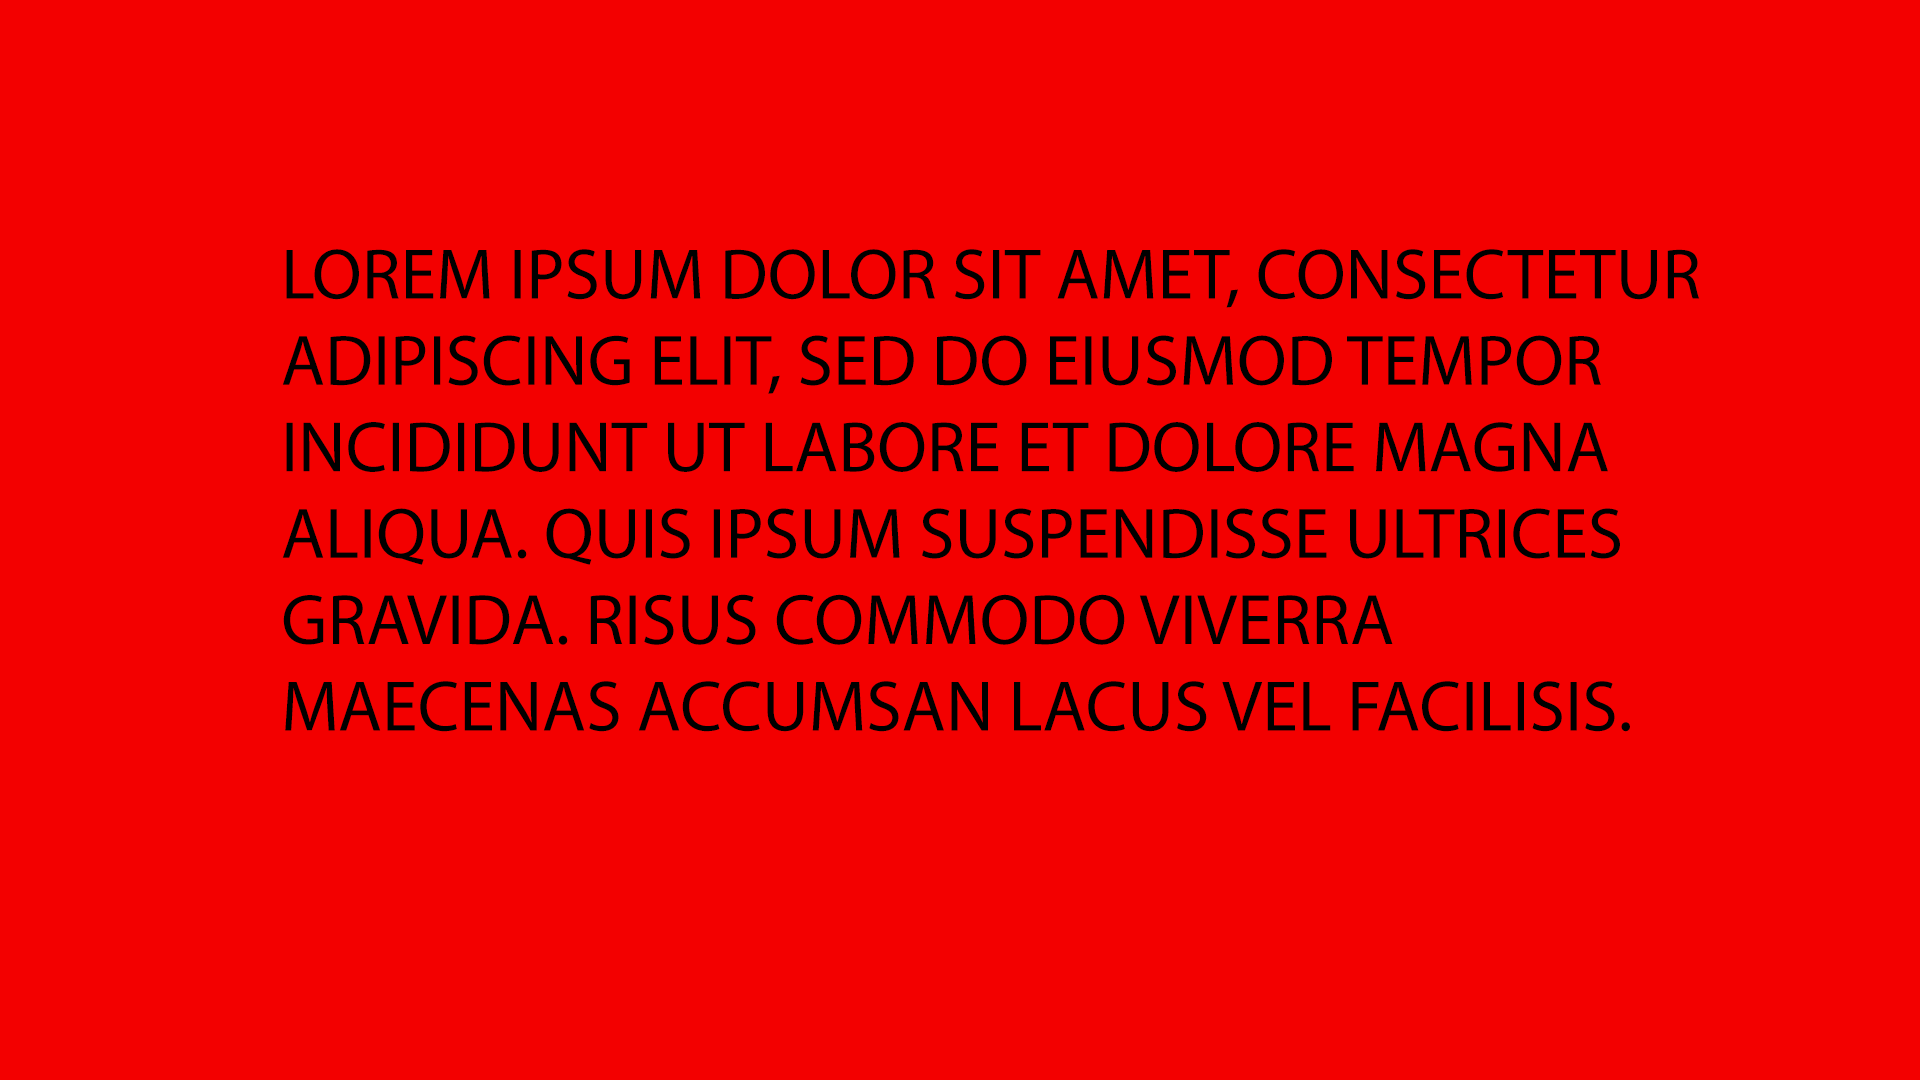 LOREM IPSUM DOLOR SIT AMET, CONSECTETUR
ADIPISCING ELIT, SED DO EIUSMOD TEMPOR
INCIDIDUNT UT LABORE ET DOLORE MAGNA
ALIQUA. QUIS IPSUM SUSPENDISSE ULTRICES
GRAVIDA. RISUS COMMODO VIVERRA
MAECENAS ACCUMSAN LACUS VEL FACILISIS.